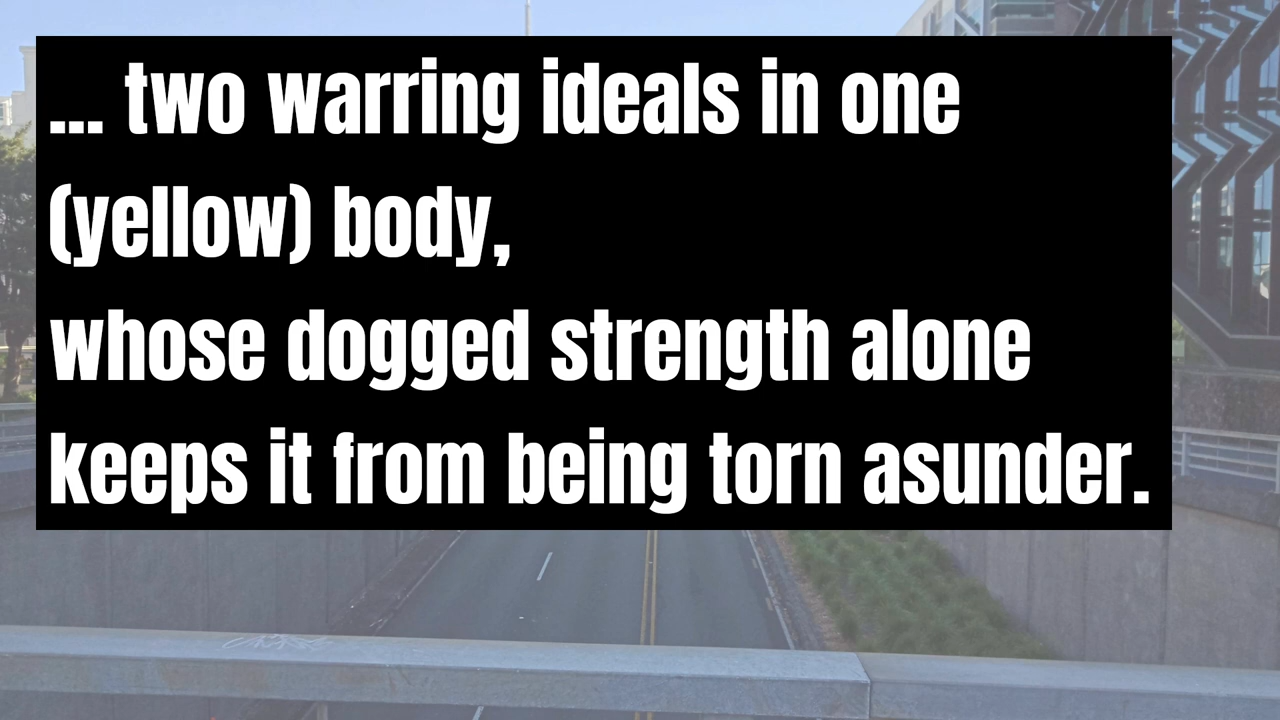 ... two warring ideals in one
(yellow) body,
whose dogged strength alone
keeps it from being torn asunder.